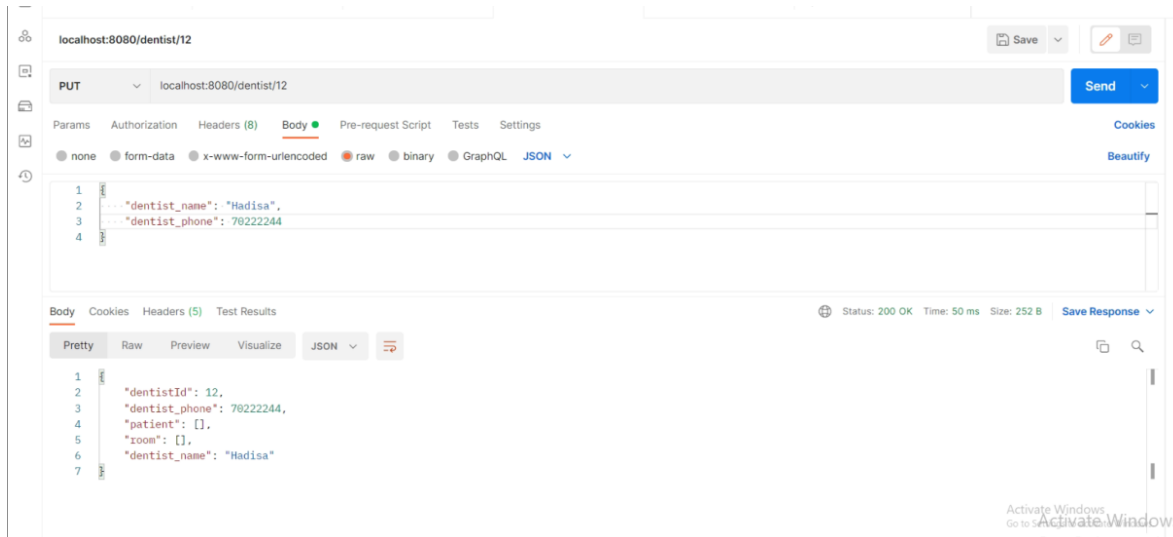 localhost:8080/dentist/12
Save
PUT localhost:8080/dentist/12 Send
Params Authorization Headers (8) Body Pre-request Script Tests Settings Cookies
none form-data x-www-form-urlencoded raw binary GraphQL JSON Beautify
1 {
2 "dentist_name": "Hadisa",
3 "dentist_phone": 70222244
4 }
Body Cookies Headers (5) Test Results Status: 200 OK Time: 50 ms Size: 252 B Save Response
Pretty Raw Preview Visualize JSON
1 {
2 "dentistId": 12,
3 "dentist_phone": 70222244,
4 "patient": [],
5 "room": [],
6 "dentist_name": "Hadisa"
7 }
Activate Windows
Go to Activate Window